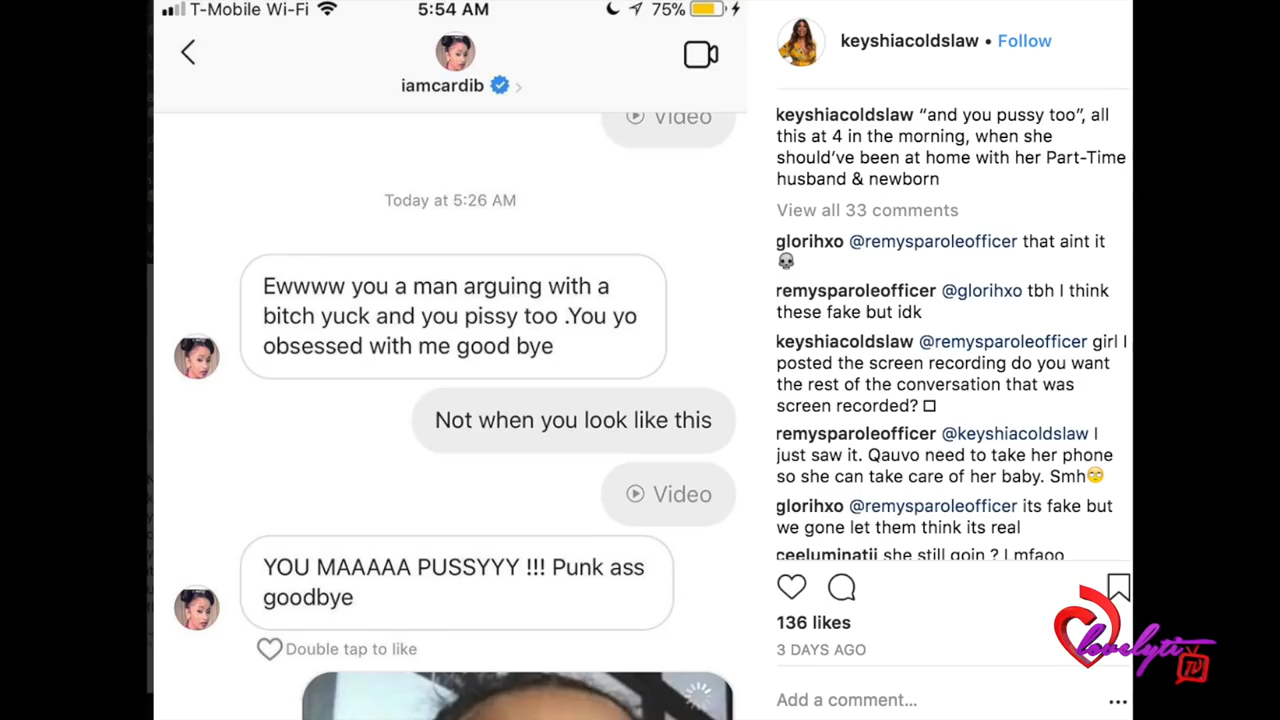 T-Mobile Wi-Fi
5:54 AM
75%
iamcardib
Video
Today at 5:26 AM
Ewwww you a man arguing with a
bitch yuck and you pissy too .You yo
obsessed with me good bye
Not when you look like this
Video
YOU MAAAAA PUSSYYY !!! Punk ass
goodbye
Double tap to like
keyshiacoldslaw • Follow
keyshiacoldslaw “and you pussy too”, all
this at 4 in the morning, when she
should’ve been at home with her Part-Time
husband & newborn
View all 33 comments
glorihxo @remysparoleofficer that aint it
💀
remysparoleofficer @glorihxo tbh I think
these fake but idk
keyshiacoldslaw @remysparoleofficer girl I
posted the screen recording do you want
the rest of the conversation that was
screen recorded? □
remysparoleofficer @keyshiacoldslaw I
just saw it. Qauvo need to take her phone
so she can take care of her baby. Smh🙄
glorihxo @remysparoleofficer its fake but
we gone let them think its real
ceeluminatii she still goin ? Lmfaoo
136 likes
3 DAYS AGO
Add a comment...
lovelyti
TV